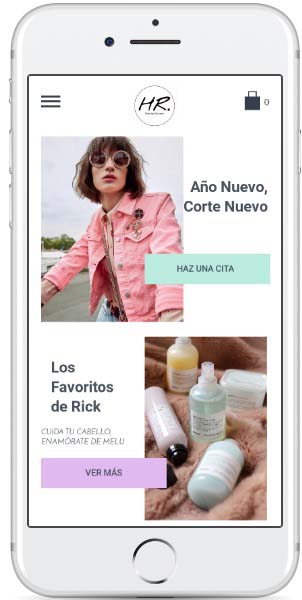 HR.
0
Año Nuevo,
Corte Nuevo
HAZ UNA CITA
Los
Favoritos
de Rick
CUIDA TU CABELLO,
ENAMÓRATE DE MELU
VER MÁS